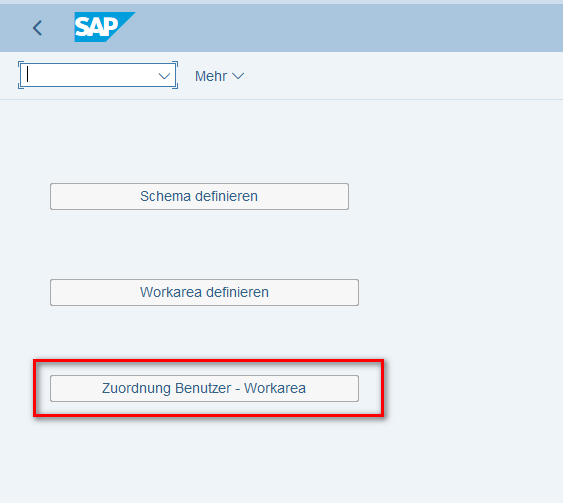 SAP
Mehr
Schema definieren
Workarea definieren
Zuordnung Benutzer - Workarea